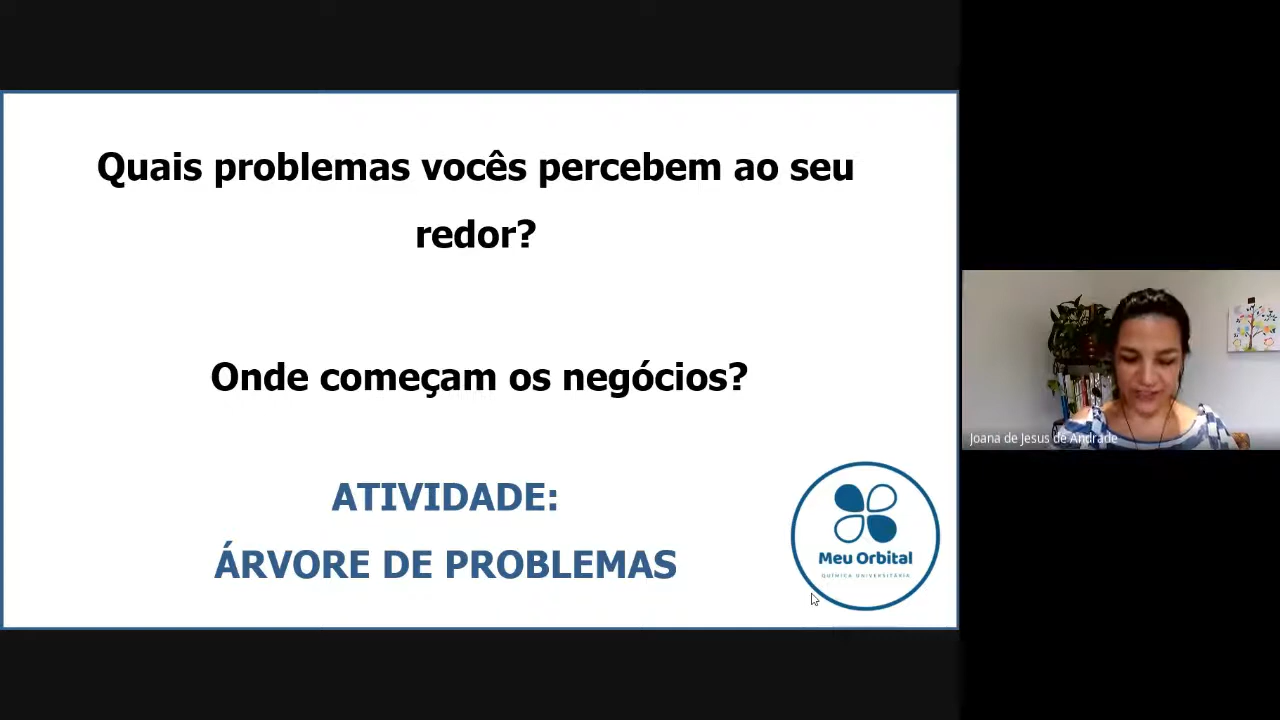 Quais problemas vocês percebem ao seu
redor?
Onde começam os negócios?
ATIVIDADE:
ÁRVORE DE PROBLEMAS
Meu Orbital
QUÍMICA UNIVERSITÁRIA
Joana de Jesus de Andrade